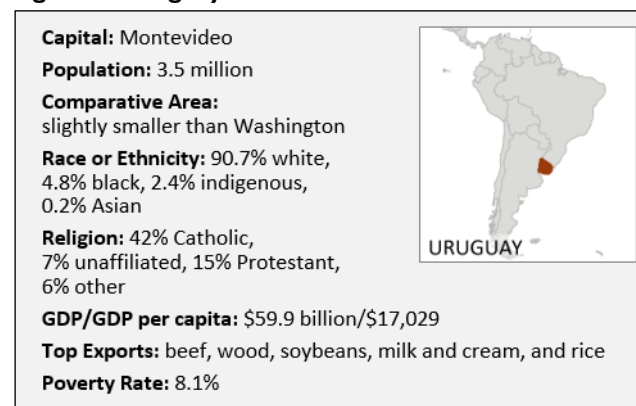 Capital: Montevideo
Population: 3.5 million
Comparative Area:
slightly smaller than Washington
Race or Ethnicity: 90.7% white,
4.8% black, 2.4% indigenous,
0.2% Asian
Religion: 42% Catholic,
7% unaffiliated, 15% Protestant,
6% other
GDP/GDP per capita: $59.9 billion/$17,029
Top Exports: beef, wood, soybeans, milk and cream, and rice
Poverty Rate: 8.1%
URUGUAY